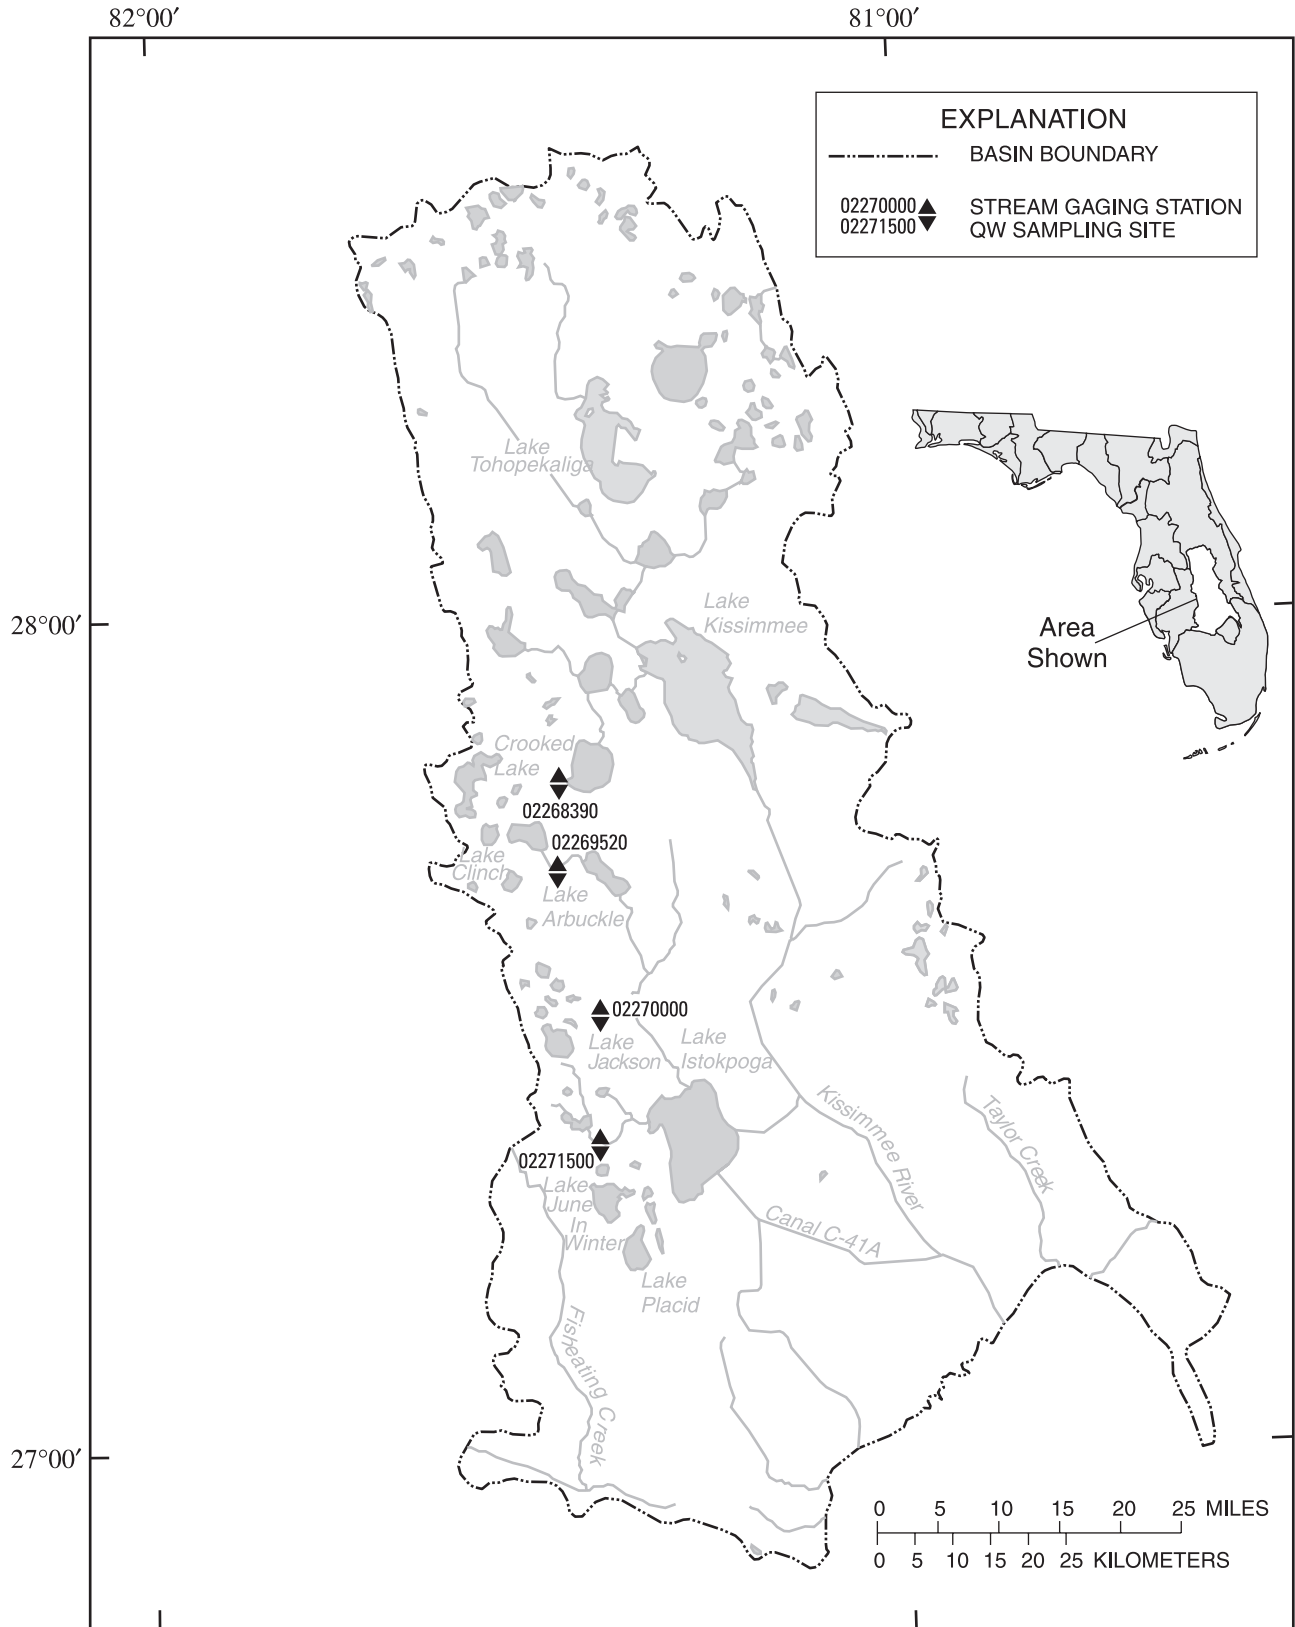 82°00′
81°00′
EXPLANATION
BASIN BOUNDARY
02270000
STREAM GAGING STATION
02271500
QW SAMPLING SITE
Lake
Tohopekaliga
28°00′
Lake
Kissimmee
Area
Shown
Crooked
Lake
02268390
02269520
Lake
Clinch
Lake
Arbuckle
02270000
Lake
Jackson
Lake
Istokpoga
Kissimmee River
Taylor Creek
02271500
Lake
June
In
Winter
Canal C-41A
Lake
Placid
Fisheating Creek
27°00′
0 5 10 15 20 25 MILES
0 5 10 15 20 25 KILOMETERS